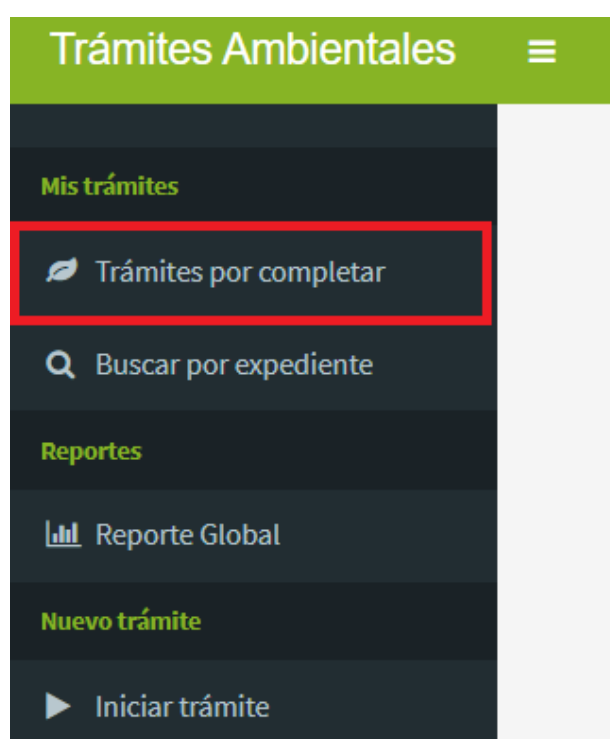 Trámites Ambientales
Mis trámites
Trámites por completar
Buscar por expediente
Reportes
Reporte Global
Nuevo trámite
Iniciar trámite